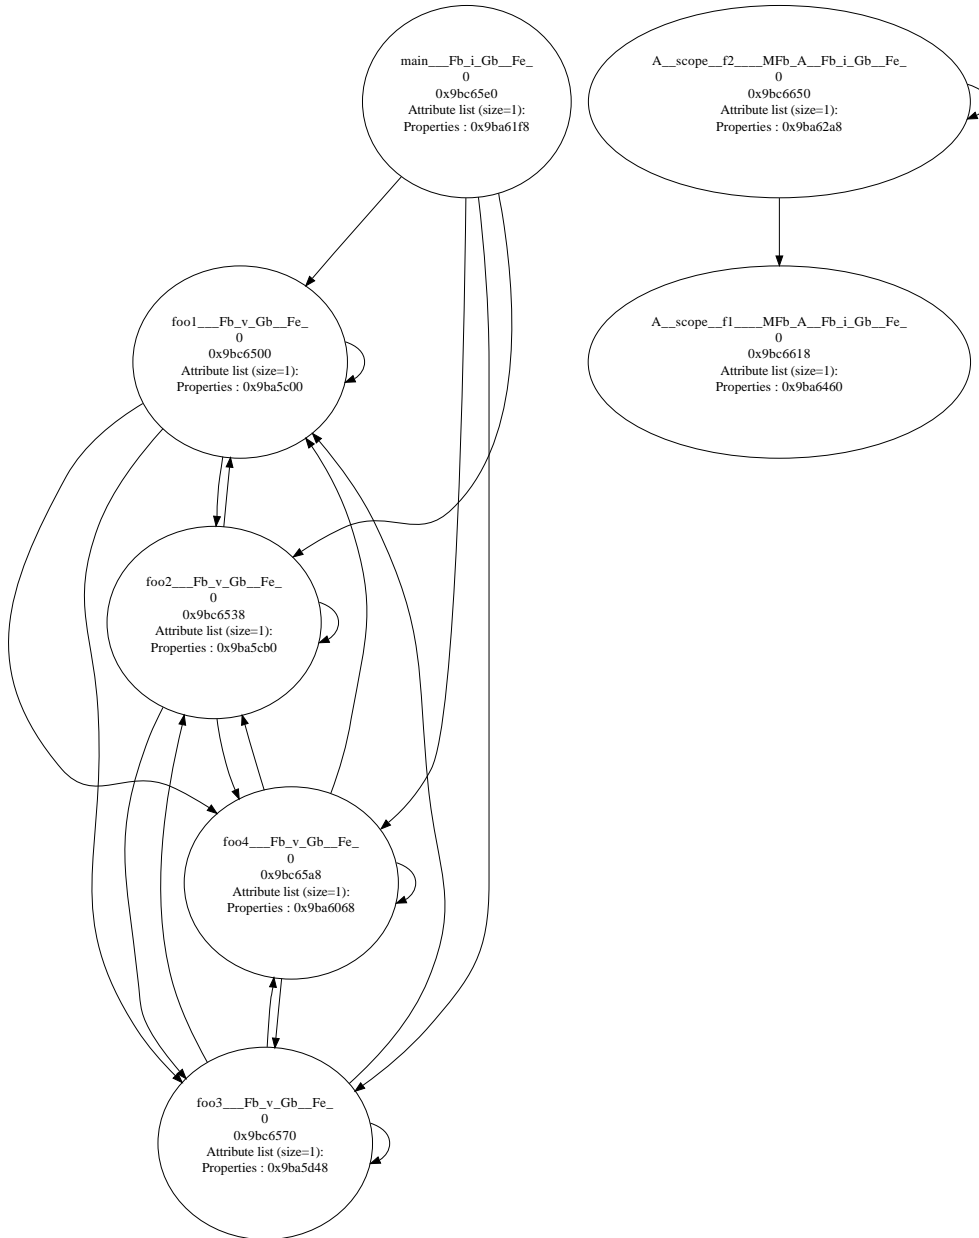 main___Fb_i_Gb__Fe_
0
0x9bc65e0
Attribute list (size=1):
Properties : 0x9ba61f8
A__scope__f2____MFb_A__Fb_i_Gb__Fe_
0
0x9bc6650
Attribute list (size=1):
Properties : 0x9ba62a8
foo1___Fb_v_Gb__Fe_
0
0x9bc6500
Attribute list (size=1):
Properties : 0x9ba5c00
A__scope__f1____MFb_A__Fb_i_Gb__Fe_
0
0x9bc6618
Attribute list (size=1):
Properties : 0x9ba6460
foo2___Fb_v_Gb__Fe_
0
0x9bc6538
Attribute list (size=1):
Properties : 0x9ba5cb0
foo4___Fb_v_Gb__Fe_
0
0x9bc65a8
Attribute list (size=1):
Properties : 0x9ba6068
foo3___Fb_v_Gb__Fe_
0
0x9bc6570
Attribute list (size=1):
Properties : 0x9ba5d48